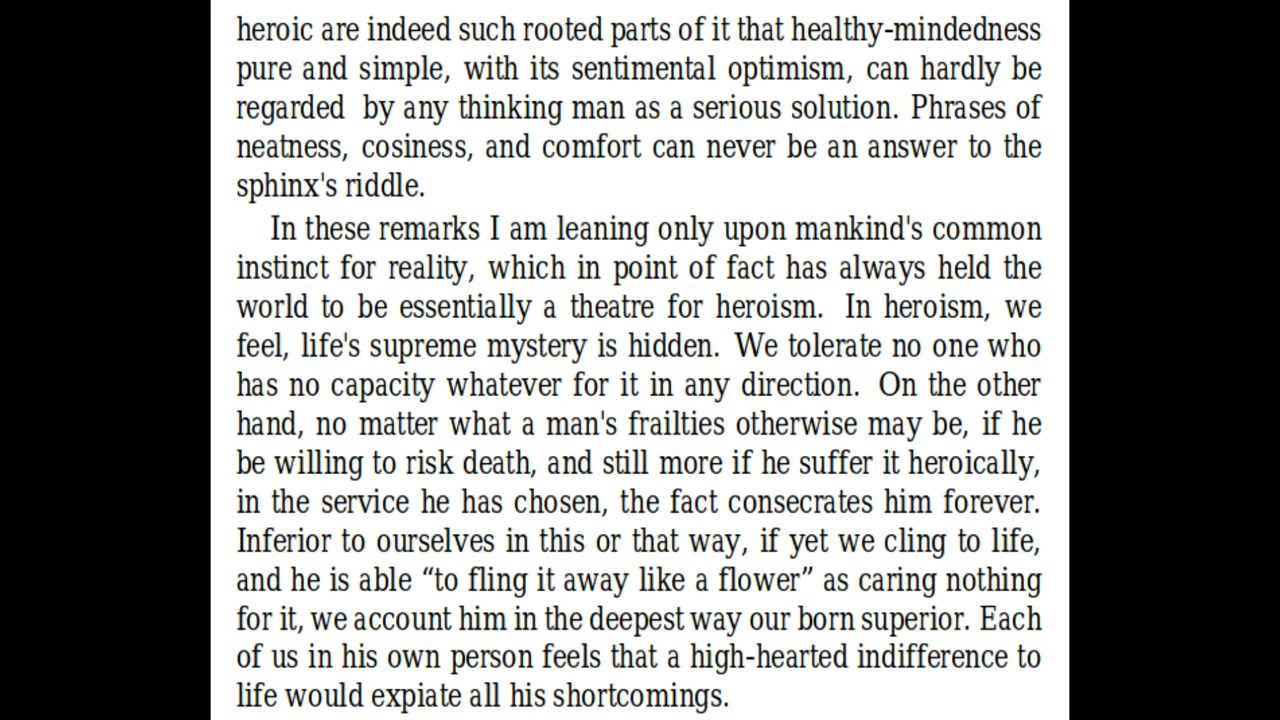 heroic are indeed such rooted parts of it that healthy-mindedness
pure and simple, with its sentimental optimism, can hardly be
regarded by any thinking man as a serious solution. Phrases of
neatness, cosiness, and comfort can never be an answer to the
sphinx's riddle.
In these remarks I am leaning only upon mankind's common
instinct for reality, which in point of fact has always held the
world to be essentially a theatre for heroism. In heroism, we
feel, life's supreme mystery is hidden. We tolerate no one who
has no capacity whatever for it in any direction. On the other
hand, no matter what a man's frailties otherwise may be, if he
be willing to risk death, and still more if he suffer it heroically,
in the service he has chosen, the fact consecrates him forever.
Inferior to ourselves in this or that way, if yet we cling to life,
and he is able “to fling it away like a flower” as caring nothing
for it, we account him in the deepest way our born superior. Each
of us in his own person feels that a high-hearted indifference to
life would expiate all his shortcomings.